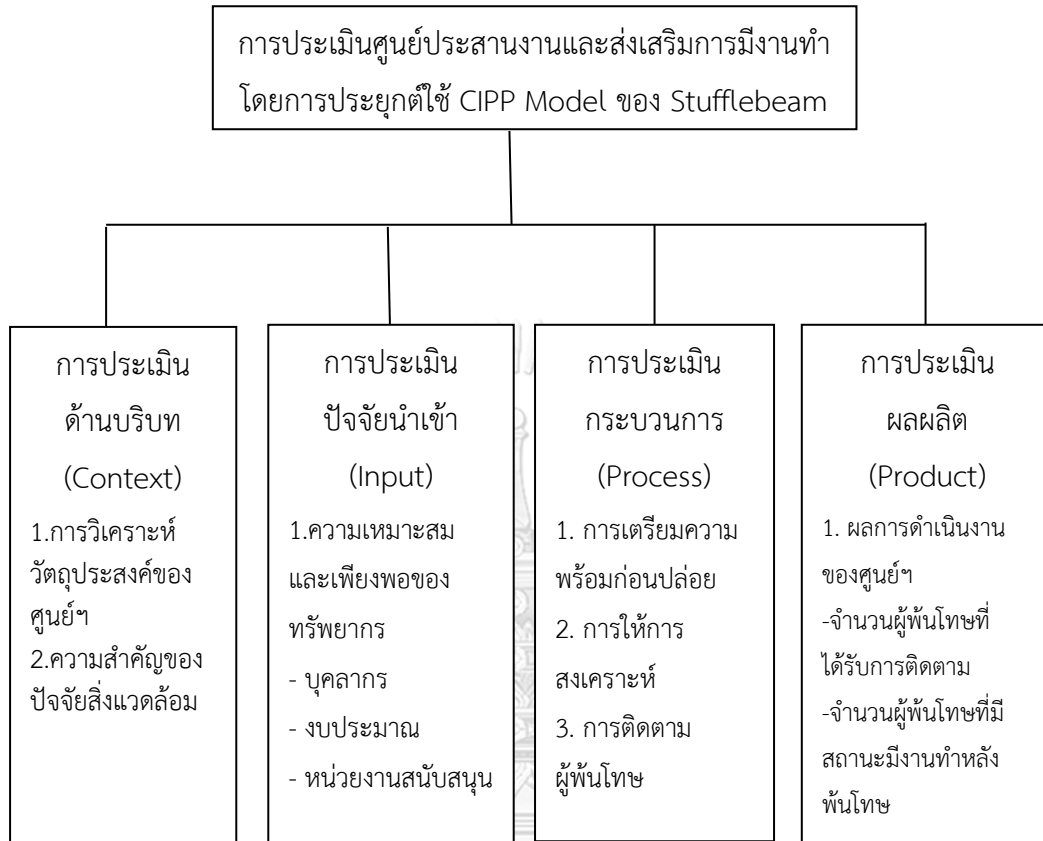 การประเมินศูนย์ประสานงานและส่งเสริมการมีงานทำ
โดยการประยุกต์ใช้ CIPP Model ของ Stufflebeam
การประเมิน
ด้านบริบท
(Context)
1.การวิเคราะห์
วัตถุประสงค์ของ
ศูนย์ฯ
2.ความสำคัญของ
ปัจจัยสิ่งแวดล้อม
การประเมิน
ปัจจัยนำเข้า
(Input)
1.ความเหมาะสม
และเพียงพอของ
ทรัพยากร
- บุคลากร
- งบประมาณ
- หน่วยงานสนับสนุน
การประเมิน
กระบวนการ
(Process)
1. การเตรียมความ
พร้อมก่อนปล่อย
2. การให้การ
สงเคราะห์
3. การติดตาม
ผู้พ้นโทษ
การประเมิน
ผลผลิต
(Product)
1. ผลการดำเนินงาน
ของศูนย์ฯ
-จำนวนผู้พ้นโทษที่
ได้รับการติดตาม
-จำนวนผู้พ้นโทษที่มี
สถานะมีงานทำหลัง
พ้นโทษ